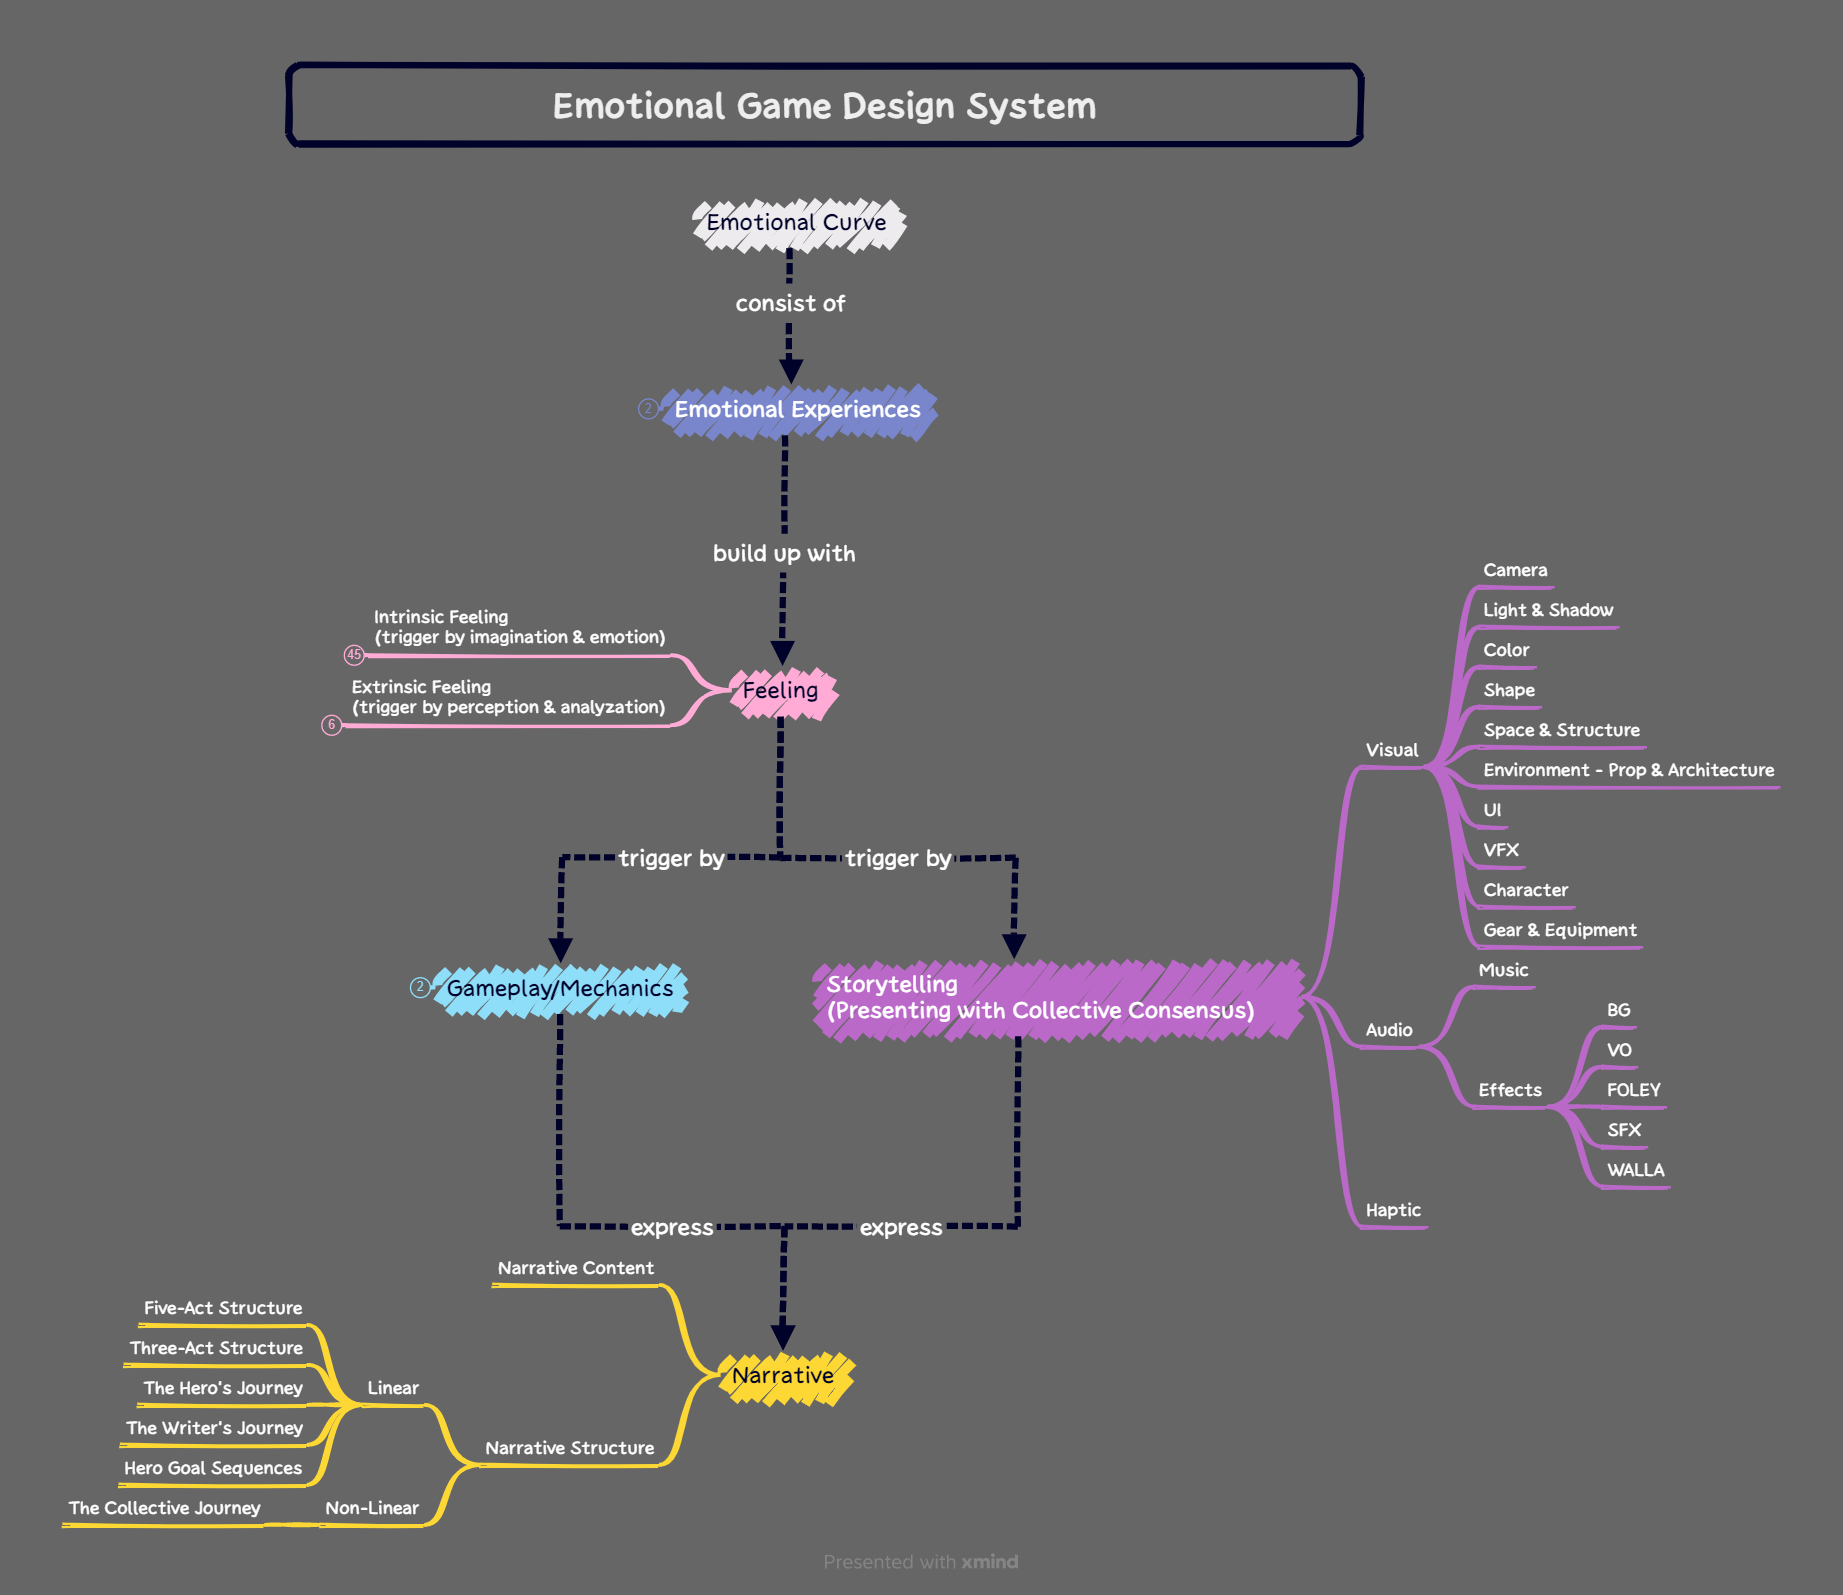 Emotional Game Design System
Emotional Curve
consist of
2
Emotional Experiences
build up with
Intrinsic Feeling
(trigger by imagination & emotion)
45
Extrinsic Feeling
(trigger by perception & analyzation)
6
Feeling
trigger by
trigger by
2
Gameplay/Mechanics
Storytelling
(Presenting with Collective Consensus)
Visual
Camera
Light & Shadow
Color
Shape
Space & Structure
Environment - Prop & Architecture
UI
VFX
Character
Gear & Equipment
Audio
Music
Effects
BG
VO
FOLEY
SFX
WALLA
Haptic
express
express
Narrative
Narrative Content
Narrative Structure
Linear
Five-Act Structure
Three-Act Structure
The Hero's Journey
The Writer's Journey
Hero Goal Sequences
Non-Linear
The Collective Journey
Presented with xmind